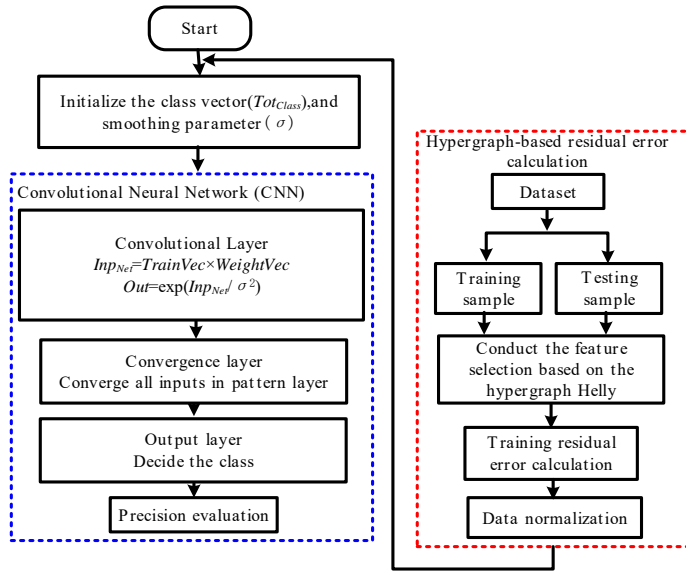 Start
Initialize the class vector(Tot_Class),and
smoothing parameter(σ)
Convolutional Neural Network (CNN)
Convolutional Layer
Inp_Net=TrainVec×WeightVec
Out=exp(Inp_Net/σ²)
Convergence layer
Converge all inputs in pattern layer
Output layer
Decide the class
Precision evaluation
Hypergraph-based residual error
calculation
Dataset
Training
sample
Testing
sample
Conduct the feature
selection based on the
hypergraph Helly
Training residual
error calculation
Data normalization